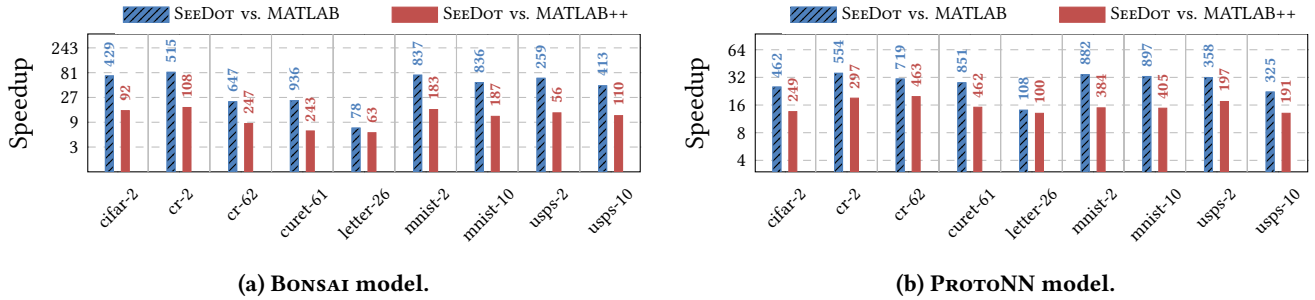 SEEDOT vs. MATLAB SEEDOT vs. MATLAB++
Speedup
243
81
27
9
3
429 92 515 108 647 247 936 243 78 63 837 183 836 187 259 56 413 110
cifar-2 cr-2 cr-62 curet-61 letter-26 mnist-2 mnist-10 usps-2 usps-10
(a) BONSAI model.
SEEDOT vs. MATLAB SEEDOT vs. MATLAB++
Speedup
64
32
16
8
4
462 249 554 297 719 463 851 462 108 100 882 384 897 405 358 197 325 191
cifar-2 cr-2 cr-62 curet-61 letter-26 mnist-2 mnist-10 usps-2 usps-10
(b) PROTONN model.